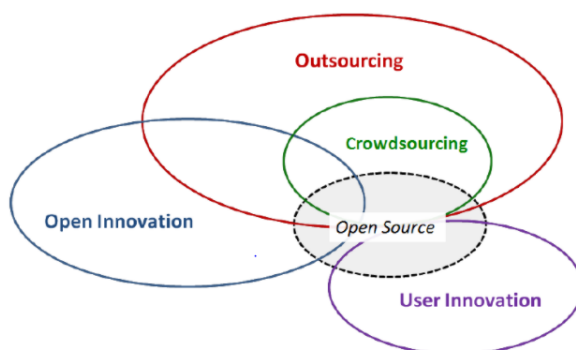 Outsourcing
Crowdsourcing
Open Innovation
Open Source
User Innovation